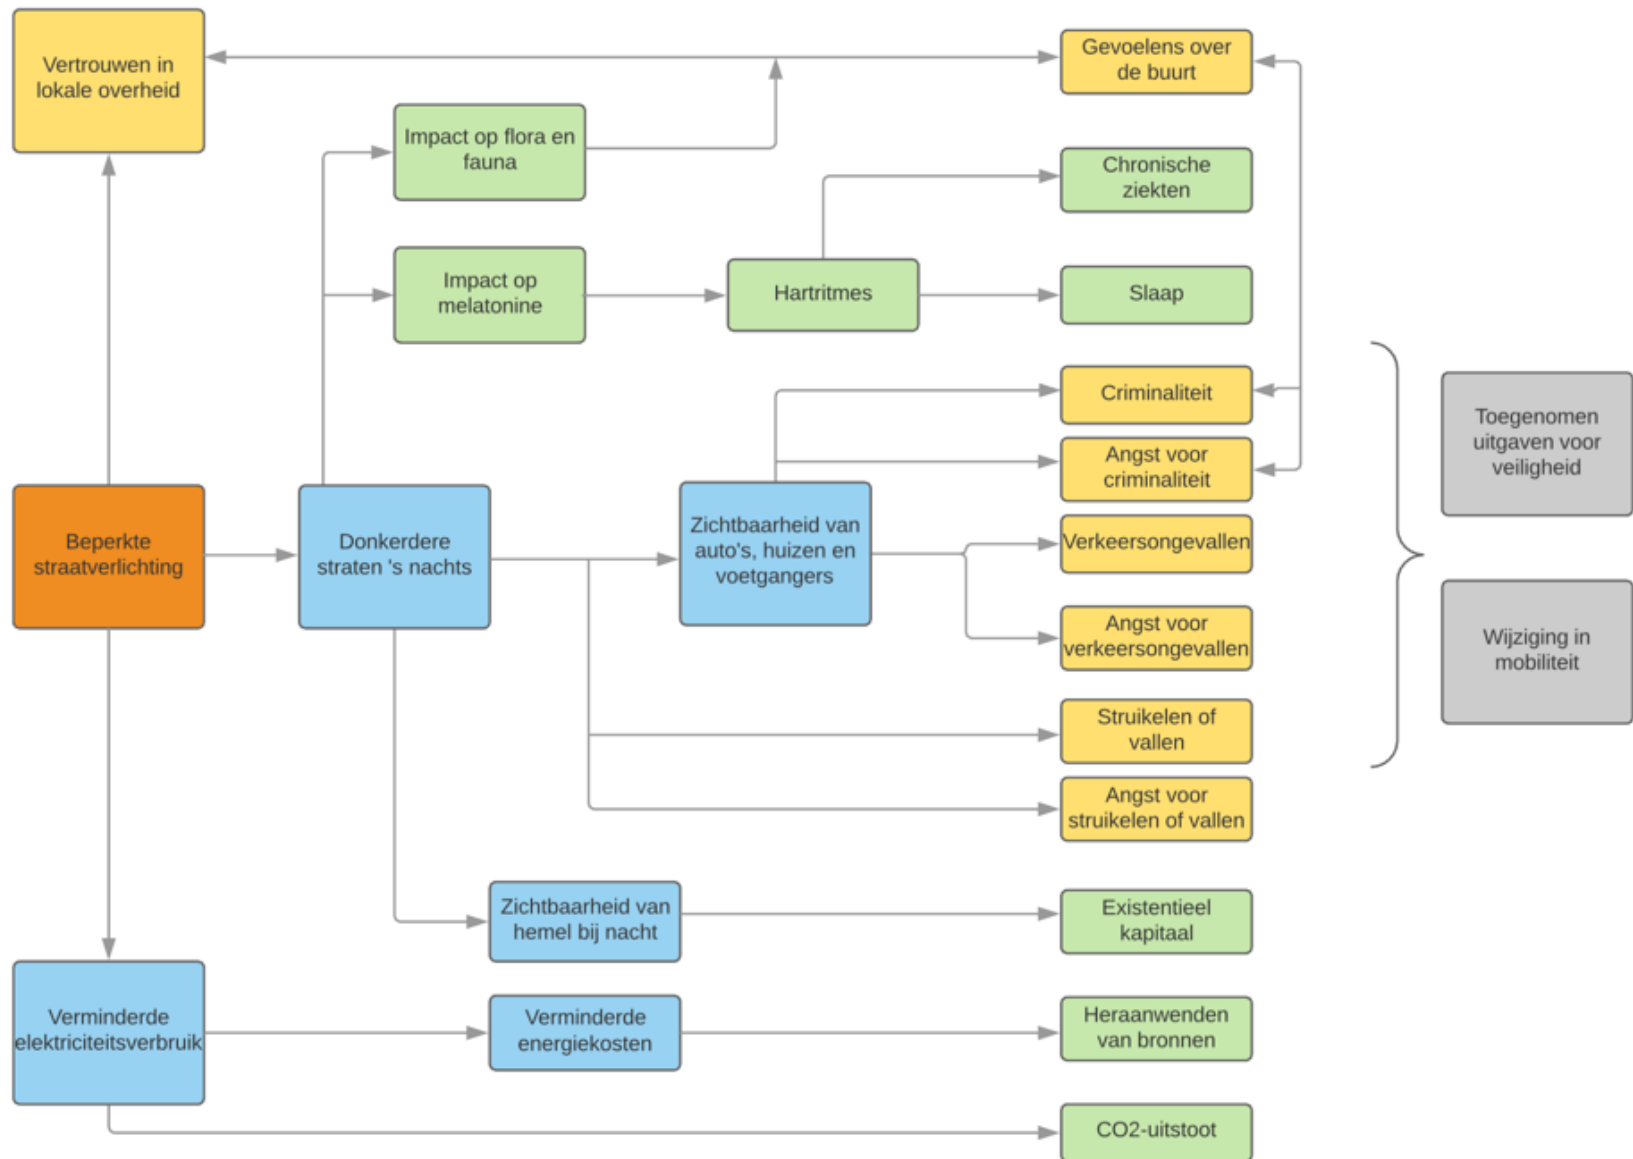 Vertrouwen in
lokale overheid
Gevoelens over
de buurt
Impact op flora en
fauna
Chronische
ziekten
Impact op
melatonine
Hartritmes
Slaap
Criminaliteit
Angst voor
criminaliteit
Toegenomen
uitgaven voor
veiligheid
Beperkte
straatverlichting
Donkerdere
straten 's nachts
Zichtbaarheid van
auto's, huizen en
voetgangers
Verkeersongevallen
Angst voor
verkeersongevallen
Wijziging in
mobiliteit
Struikelen of
vallen
Angst voor
struikelen of vallen
Zichtbaarheid van
hemel bij nacht
Existentieel
kapitaal
Verminderde
elektriciteitsverbruik
Verminderde
energiekosten
Heraanwenden
van bronnen
CO2-uitstoot